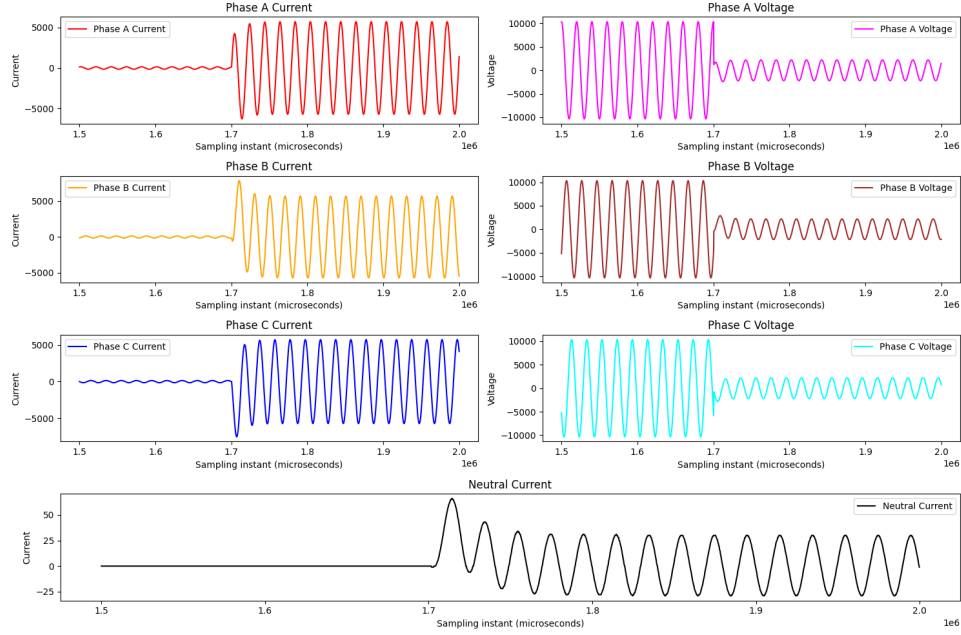 Phase A Current
Current
5000
0
−5000
Phase A Current
1.5 1.6 1.7 1.8 1.9 2.0
Sampling instant (microseconds) 1e6
Phase A Voltage
Voltage
10000
5000
0
−5000
−10000
Phase A Voltage
1.5 1.6 1.7 1.8 1.9 2.0
Sampling instant (microseconds) 1e6
Phase B Current
Current
5000
0
−5000
Phase B Current
1.5 1.6 1.7 1.8 1.9 2.0
Sampling instant (microseconds) 1e6
Phase B Voltage
Voltage
10000
5000
0
−5000
−10000
Phase B Voltage
1.5 1.6 1.7 1.8 1.9 2.0
Sampling instant (microseconds) 1e6
Phase C Current
Current
5000
0
−5000
Phase C Current
1.5 1.6 1.7 1.8 1.9 2.0
Sampling instant (microseconds) 1e6
Phase C Voltage
Voltage
10000
5000
0
−5000
−10000
Phase C Voltage
1.5 1.6 1.7 1.8 1.9 2.0
Sampling instant (microseconds) 1e6
Neutral Current
Current
50
25
0
−25
Neutral Current
1.5 1.6 1.7 1.8 1.9 2.0
Sampling instant (microseconds) 1e6